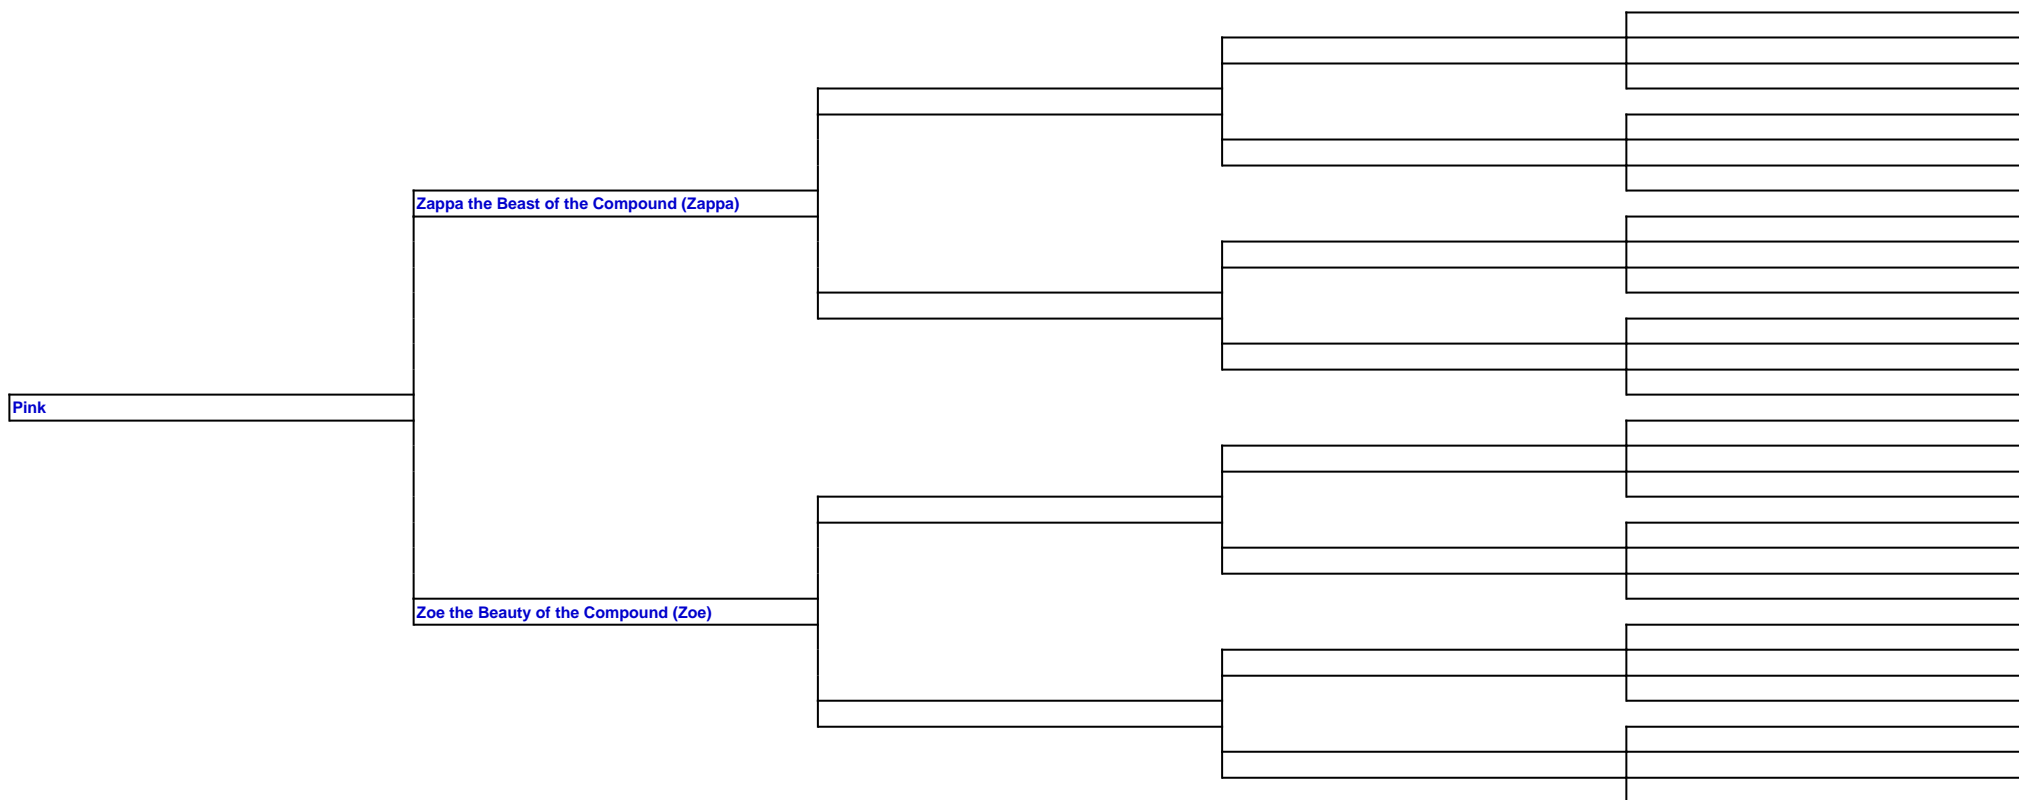 Zappa the Beast of the Compound (Zappa)
Pink
Zoe the Beauty of the Compound (Zoe)